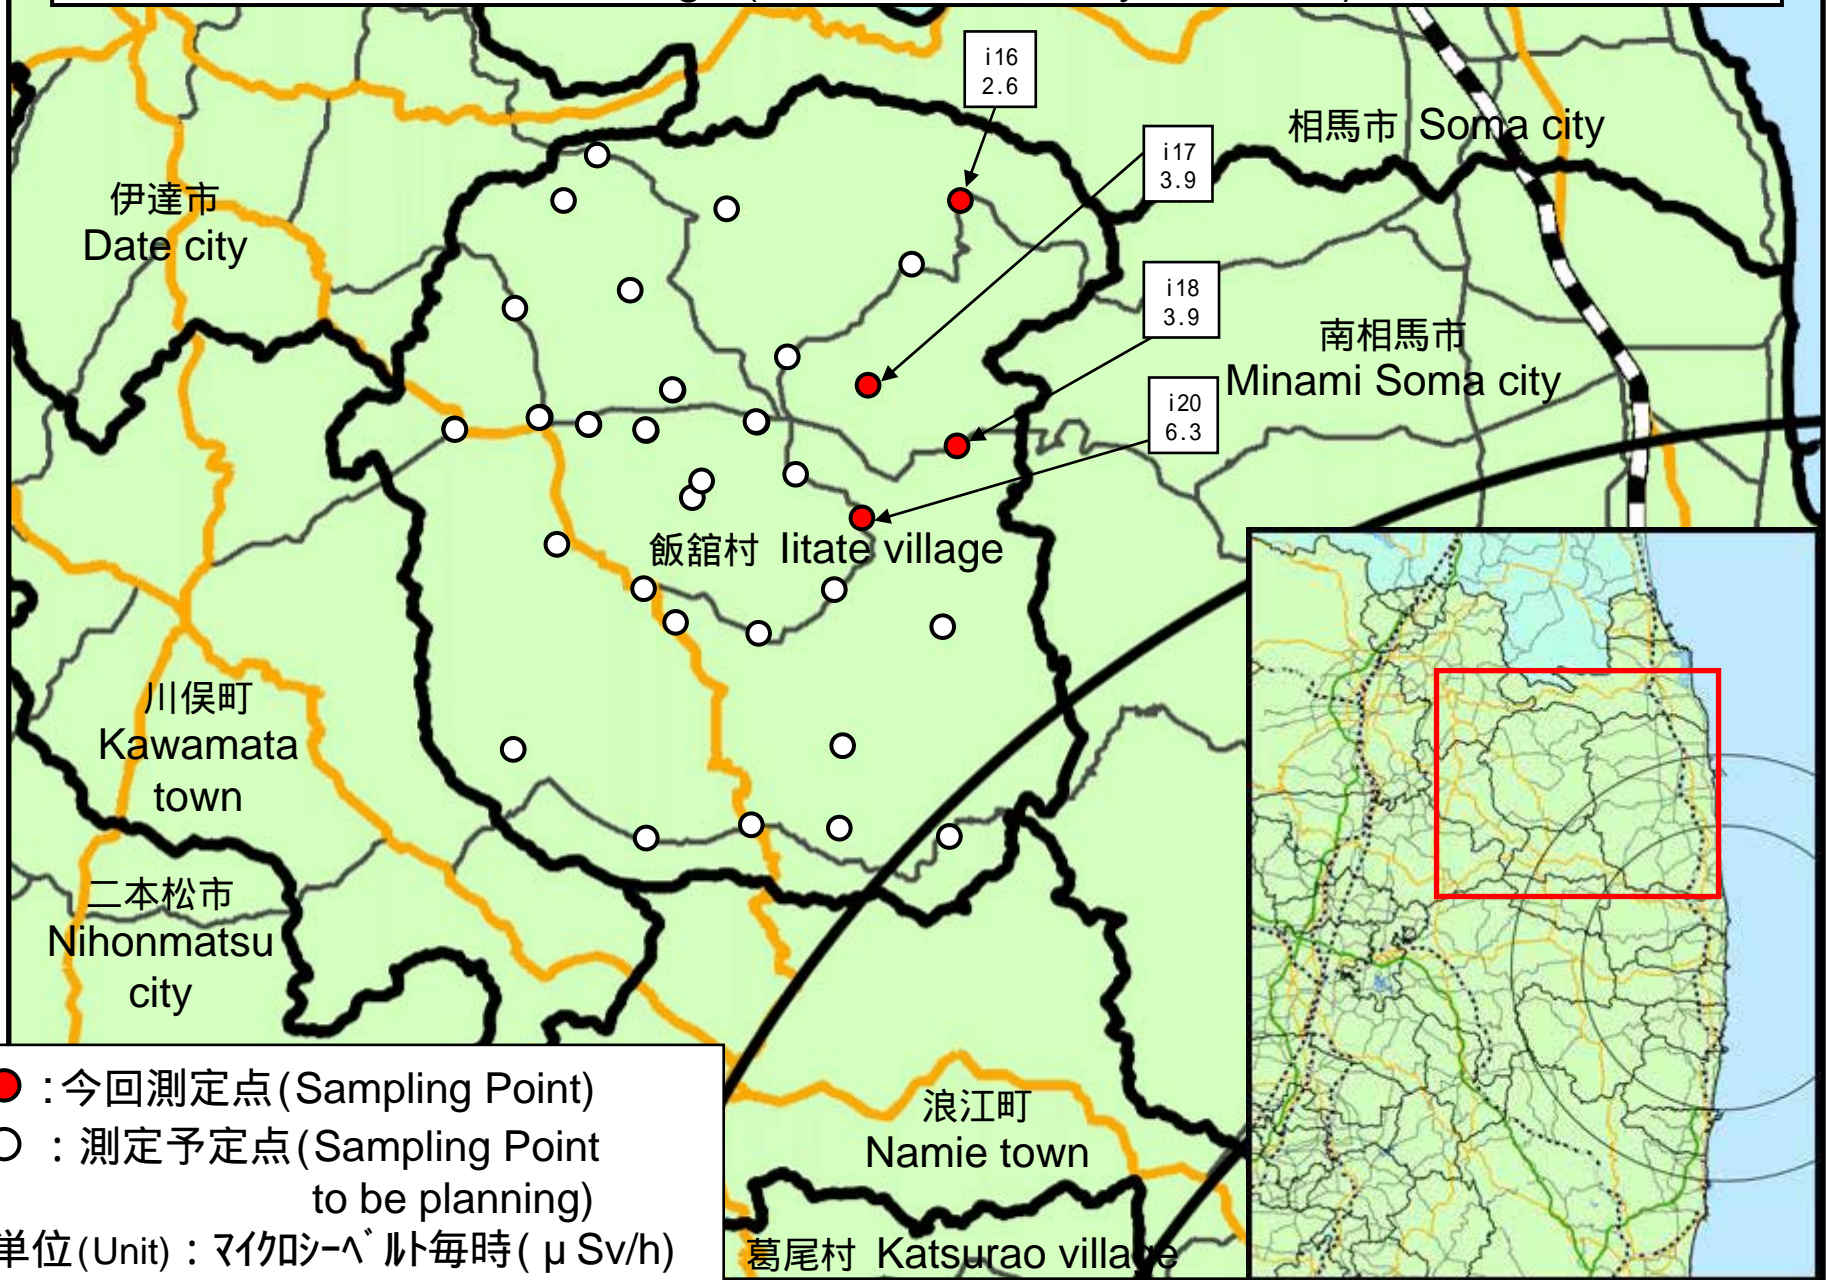 i16
2.6
相馬市 Soma city
i17
3.9
伊達市
Date city
i18
3.9
南相馬市
Minami Soma city
i20
6.3
飯舘村 Iitate village
川俣町
Kawamata
town
二本松市
Nihonmatsu
city
:今回測定点(Sampling Point)
:測定予定点(Sampling Point
to be planning)
単位(Unit):ﾏｲｸﾛｼｰﾍﾞﾙﾄ毎時( μ Sv/h)
浪江町
Namie town
葛尾村 Katsurao village